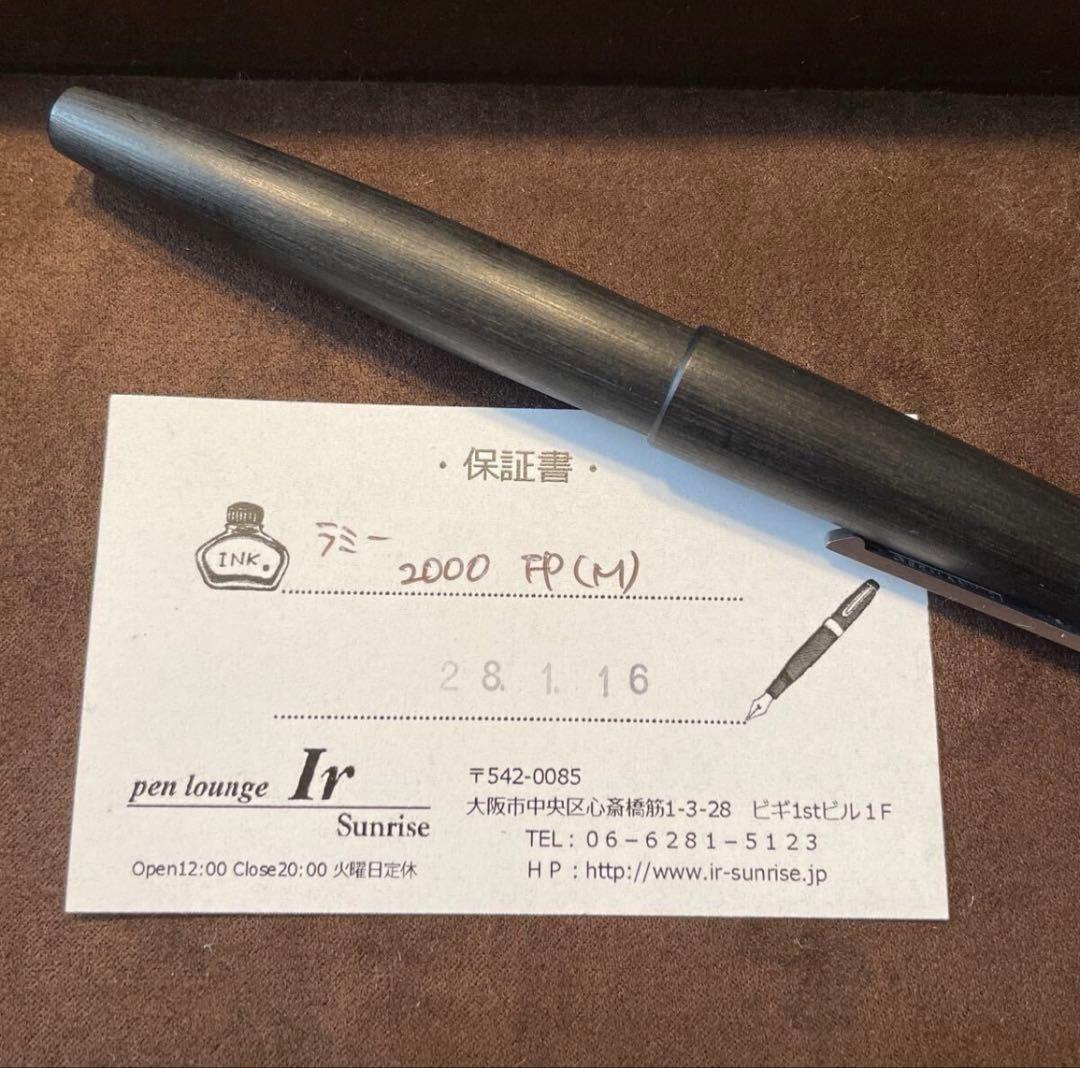 ・保証書・
INK.
ラミー
2000 FP(M)
28. 1. 16
pen lounge Ir
Sunrise
Open12:00 Close20:00 火曜日定休
〒542-0085
大阪市中央区心斎橋筋1-3-28 ビギ1stビル1F
TEL:06-6281-5123
HP:http://www.ir-sunrise.jp